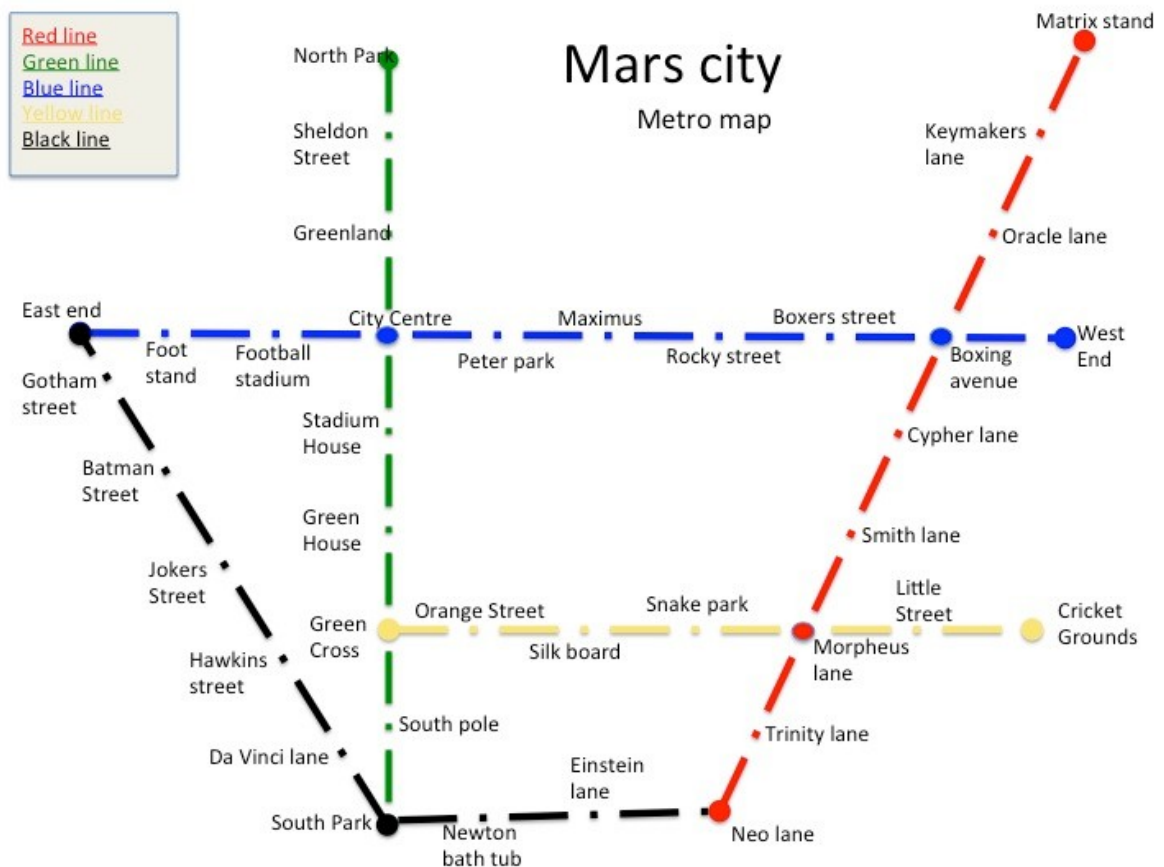 Red line
Green line
Blue line
Yellow line
Black line
Mars city
Metro map
North Park
Matrix stand
Sheldon
Street
Keymakers
lane
Greenland
Oracle lane
East end
City Centre
Maximus
Boxers street
West
End
Foot
stand
Football
stadium
Peter park
Rocky street
Boxing
avenue
Gotham
street
Stadium
House
Cypher lane
Batman
Street
Green
House
Smith lane
Jokers
Street
Orange Street
Snake park
Little
Street
Cricket
Grounds
Green
Cross
Silk board
Morpheus
lane
Hawkins
street
South pole
Trinity lane
Da Vinci lane
Einstein
lane
South Park
Newton
bath tub
Neo lane